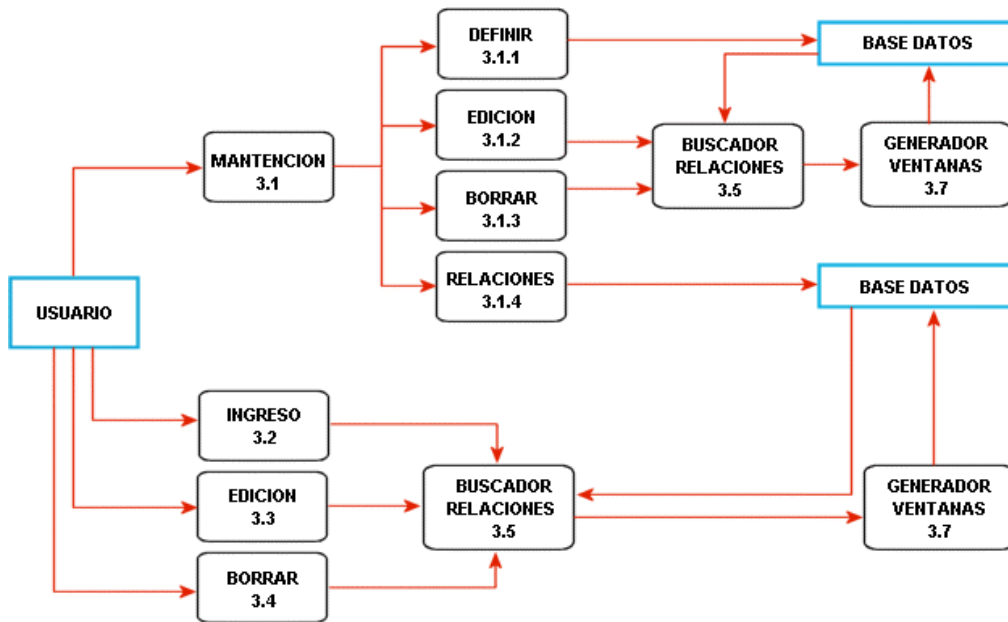 DEFINIR
3.1.1
BASE DATOS
EDICION
3.1.2
MANTENCION
3.1
BUSCADOR
RELACIONES
3.5
GENERADOR
VENTANAS
3.7
BORRAR
3.1.3
RELACIONES
3.1.4
BASE DATOS
USUARIO
INGRESO
3.2
EDICION
3.3
BUSCADOR
RELACIONES
3.5
GENERADOR
VENTANAS
3.7
BORRAR
3.4